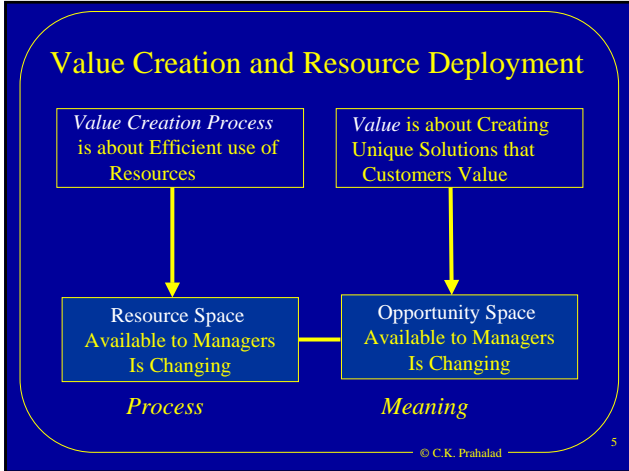 Value Creation and Resource Deployment
Value Creation Process
is about Efficient use of
Resources
Value is about Creating
Unique Solutions that
Customers Value
Resource Space
Available to Managers
Is Changing
Opportunity Space
Available to Managers
Is Changing
Process
Meaning
© C.K. Prahalad
5